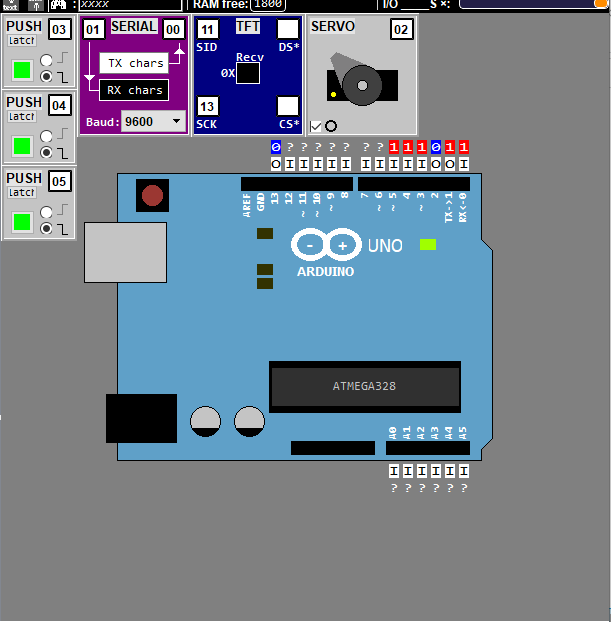 xxxx RAM free: 1800 I/O ___S ×:
PUSH 03
latch
PUSH 04
latch
PUSH 05
latch
01 SERIAL 00
TX chars
RX chars
Baud: 9600
11 TFT
SID DS*
Recv
0X
13
SCK CS*
SERVO 02
0 ? ? ? ? ? ? ? 1 1 1 0 1 1
O I I I I I I I I I I O O I
AREF GND 13 12 ~11 ~10 ~9 8 7 ~6 ~5 4 ~3 2 TX->1 RX<-0
- + UNO
ARDUINO
ATMEGA328
A0 A1 A2 A3 A4 A5
I I I I I I
? ? ? ? ? ?